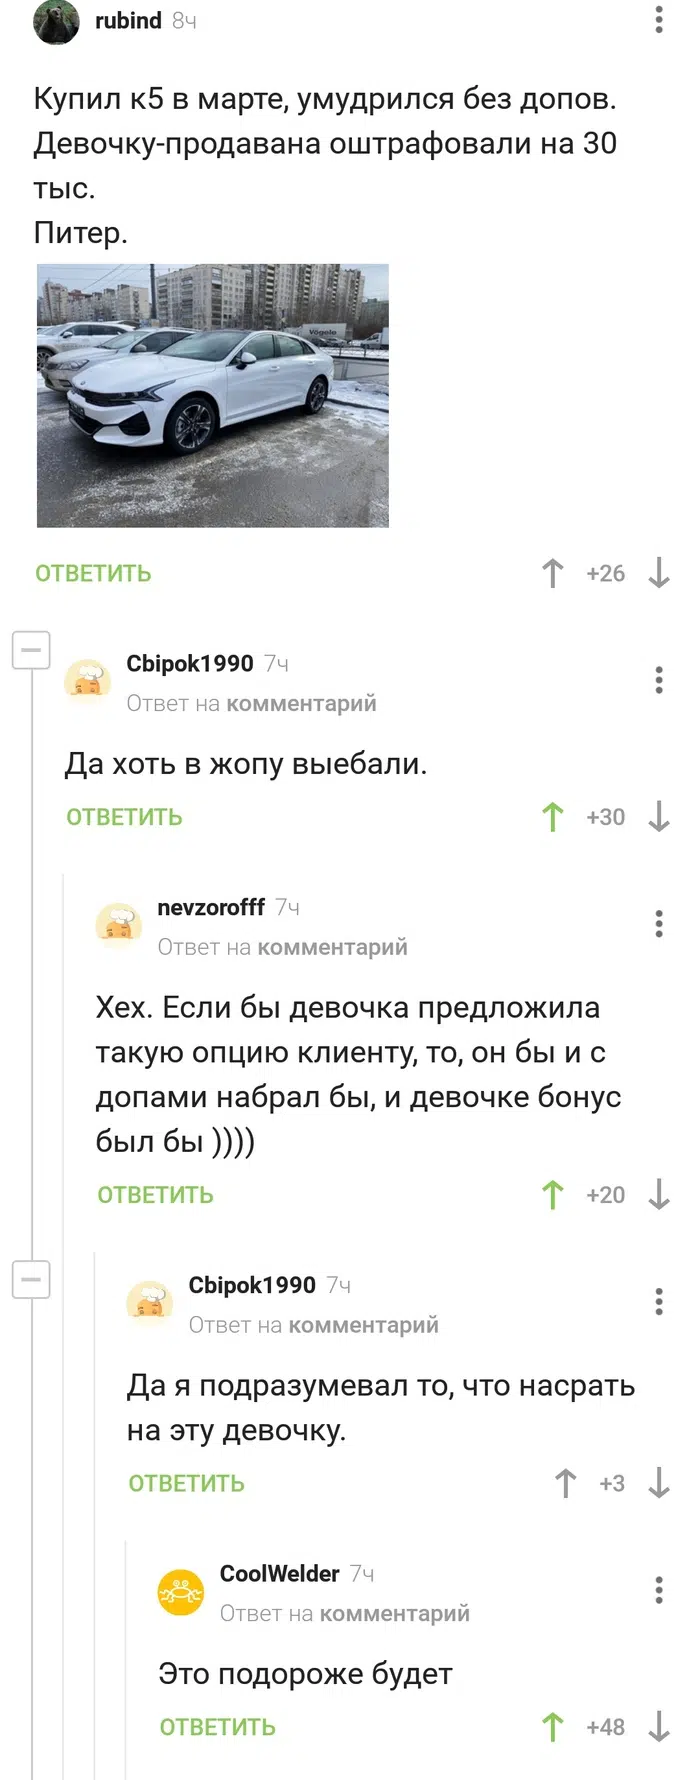 rubind 8ч
Купил к5 в марте, умудрился без допов.
Девочку-продавана оштрафовали на 30
тыс.
Питер.
Vögele
ОТВЕТИТЬ
+26
Cbipok1990 7ч
Ответ на комментарий
Да хоть в жопу выебали.
ОТВЕТИТЬ
+30
nevzorofff 7ч
Ответ на комментарий
Хех. Если бы девочка предложила
такую опцию клиенту, то, он бы и с
допами набрал бы, и девочке бонус
был бы ))))
ОТВЕТИТЬ
+20
Cbipok1990 7ч
Ответ на комментарий
Да я подразумевал то, что насрать
на эту девочку.
ОТВЕТИТЬ
+3
CoolWelder 7ч
Ответ на комментарий
Это подороже будет
ОТВЕТИТЬ
+48